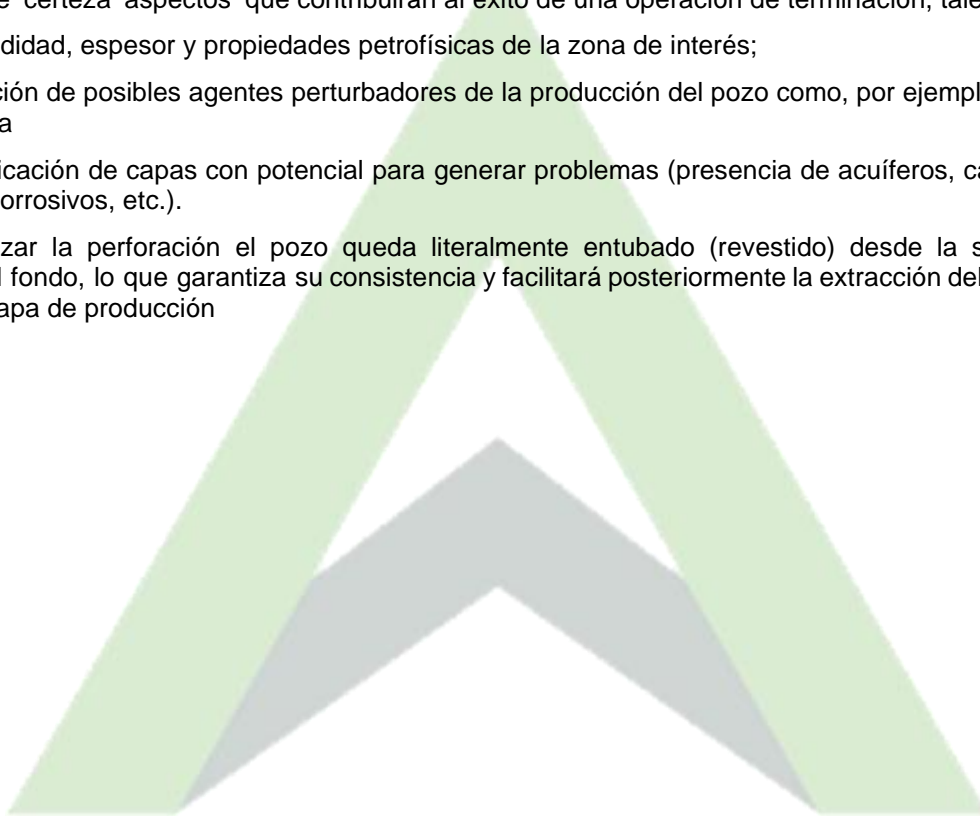 certeza aspectos que contribuirán al éxito de una operación de terminación,
didad, espesor y propiedades petrofísicas de la zona de interés;
ción de posibles agentes perturbadores de la producción del pozo como, por ejempl
a
icación de capas con potencial para generar problemas (presencia de acuíferos,
orrosivos, etc.).
zar la perforación el pozo queda literalmente entubado (revestido) desde la s
l fondo, lo que garantiza su consistencia y facilitará posteriormente la extracción del
apa de producción